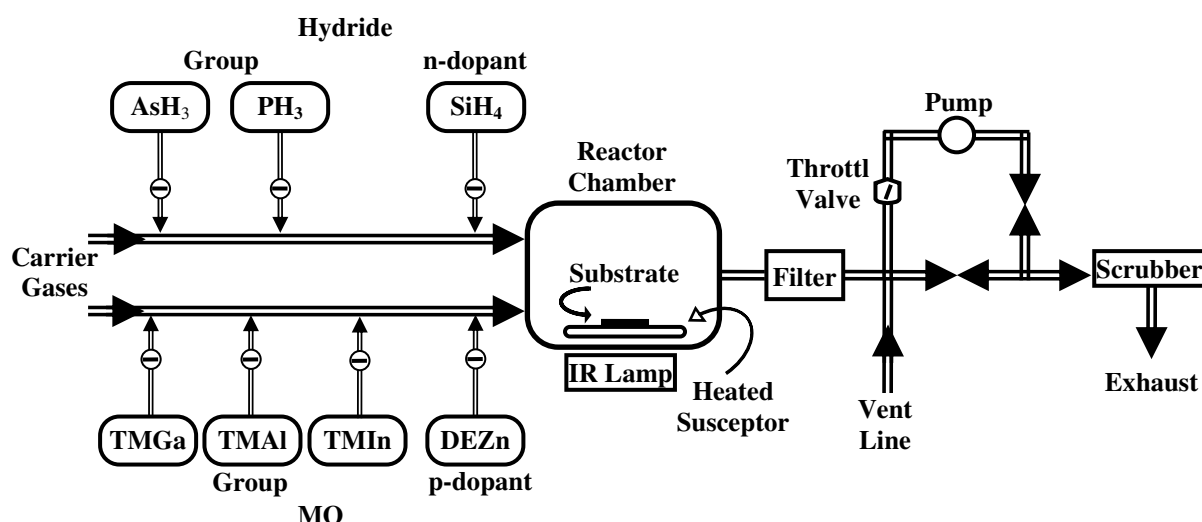 Hydride
Group
n-dopant
AsH₃
PH₃
SiH₄
Pump
Reactor
Chamber
Throttl
Valve
Carrier
Gases
Substrate
Filter
Scrubber
IR Lamp
Heated
Susceptor
Vent
Line
Exhaust
TMGa
TMAl
TMIn
DEZn
Group
p-dopant
MO